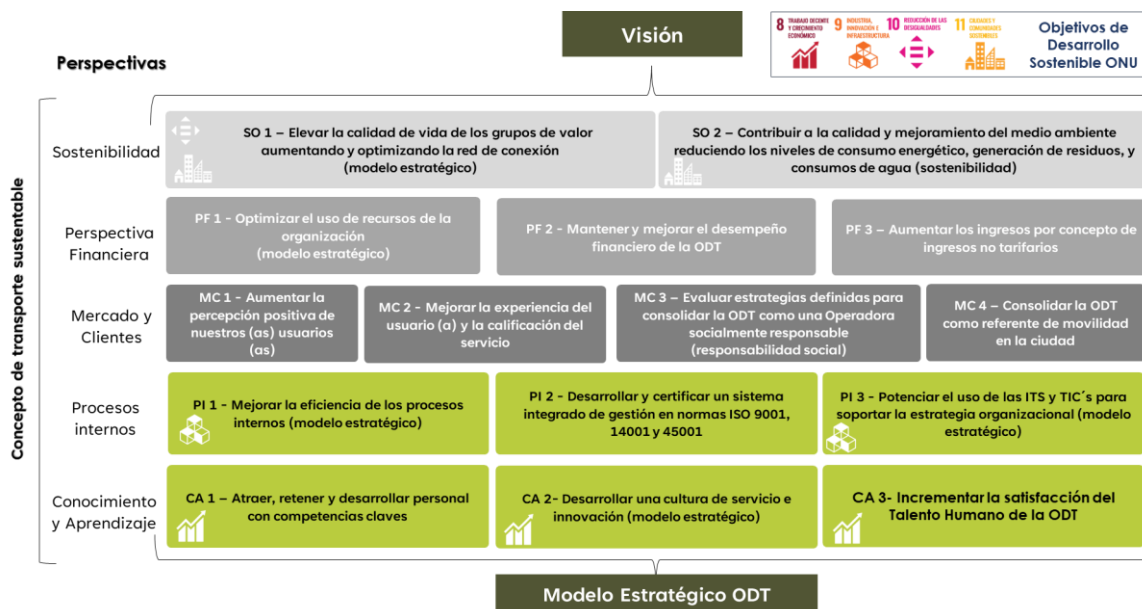 Visión
8 TRABAJO DECENTE
Y CRECIMIENTO
ECONÓMICO
9 INDUSTRIA,
INNOVACIÓN E
INFRAESTRUCTURA
10 REDUCCIÓN DE LAS
DESIGUALDADES
11 CIUDADES Y
COMUNIDADES
SOSTENIBLES
Objetivos de
Desarrollo
Sostenible ONU
Perspectivas
Concepto de transporte sustentable
Sostenibilidad
SO 1 – Elevar la calidad de vida de los grupos de valor
aumentando y optimizando la red de conexión
(modelo estratégico)
SO 2 – Contribuir a la calidad y mejoramiento del medio ambiente
reduciendo los niveles de consumo energético, generación de residuos, y
consumos de agua (sostenibilidad)
Perspectiva
Financiera
PF 1 - Optimizar el uso de recursos de la
organización
(modelo estratégico)
PF 2 - Mantener y mejorar el desempeño
financiero de la ODT
PF 3 – Aumentar los ingresos por concepto de
ingresos no tarifarios
Mercado y
Clientes
MC 1 - Aumentar la
percepción positiva de
nuestros (as) usuarios
(as)
MC 2 - Mejorar la experiencia del
usuario (a) y la calificación del
servicio
MC 3 – Evaluar estrategias definidas para
consolidar la ODT como una Operadora
socialmente responsable
(responsabilidad social)
MC 4 – Consolidar la ODT
como referente de movilidad
en la ciudad
Procesos
internos
PI 1 - Mejorar la eficiencia de los procesos
internos (modelo estratégico)
PI 2 - Desarrollar y certificar un sistema
integrado de gestión en normas ISO 9001,
14001 y 45001
PI 3 - Potenciar el uso de las ITS y TIC´s para
soportar la estrategia organizacional (modelo
estratégico)
Conocimiento
y Aprendizaje
CA 1 – Atraer, retener y desarrollar personal
con competencias claves
CA 2- Desarrollar una cultura de servicio e
innovación (modelo estratégico)
CA 3- Incrementar la satisfacción del
Talento Humano de la ODT
Modelo Estratégico ODT